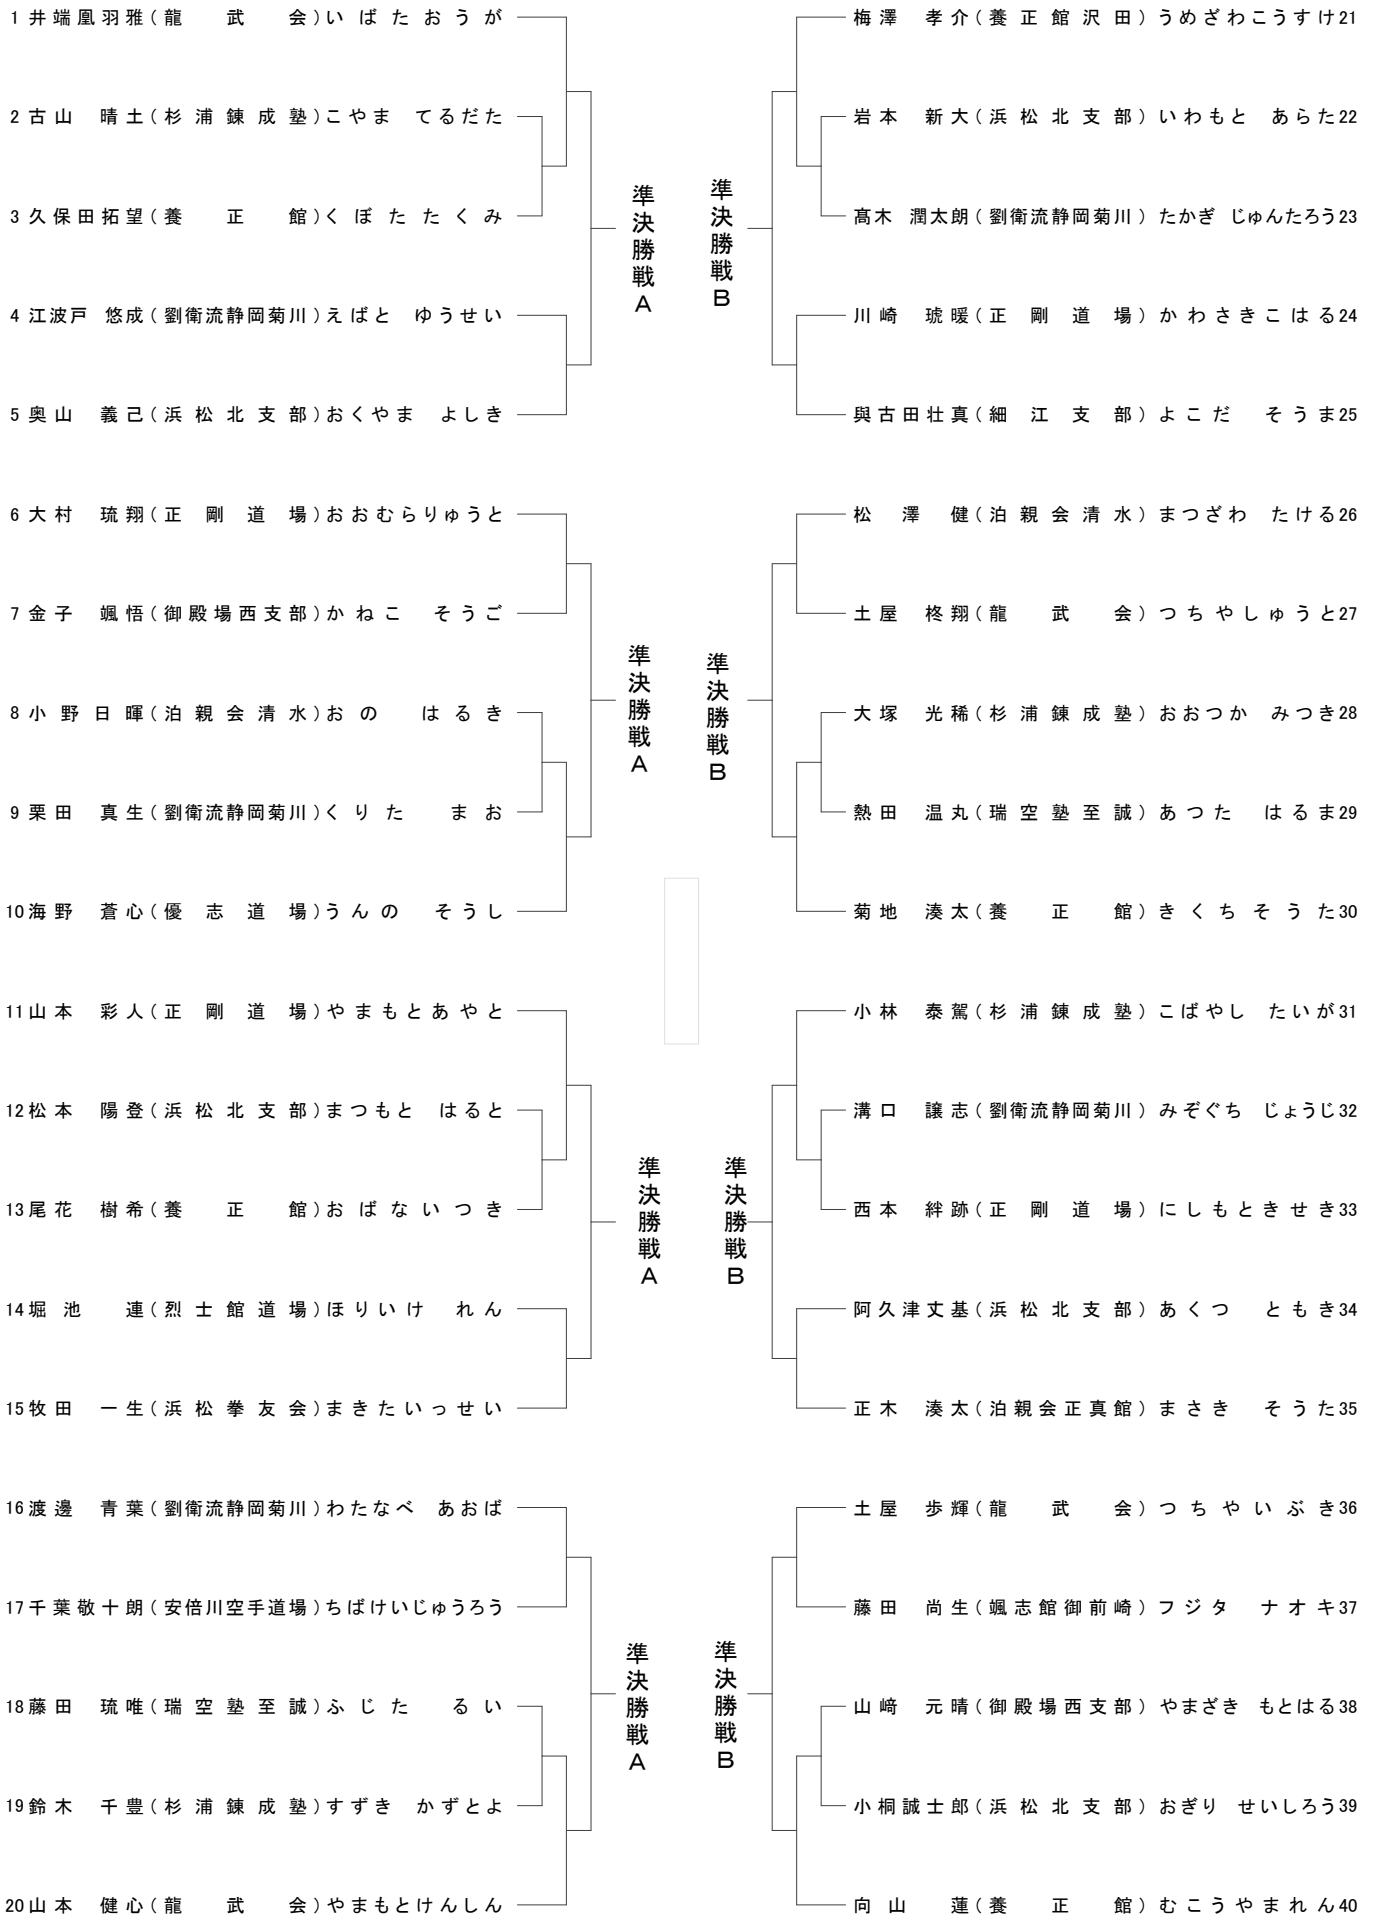 1 井端凰羽雅(龍武会)いばたおうが
2 古山 晴土(杉浦錬成塾)こやま てるだた
3 久保田拓望(養正館)くぼたたくみ
4 江波戸 悠成(劉衛流静岡菊川)えばと ゆうせい
5 奥山 義己(浜松北支部)おくやま よしき
準決勝戦A
6 大村 琉翔(正剛道場)おおむらりゅうと
7 金子 颯悟(御殿場西支部)かねこ そうご
8 小野日暉(泊親会清水)おの はるき
9 栗田 真生(劉衛流静岡菊川)くりた まお
10 海野 蒼心(優志道場)うんの そうし
準決勝戦A
11 山本 彩人(正剛道場)やまもとあやと
12 松本 陽登(浜松北支部)まつもと はると
13 尾花 樹希(養正館)おばないつき
14 堀池 連(烈士館道場)ほりいけ れん
15 牧田 一生(浜松拳友会)まきたいっせい
準決勝戦A
16 渡邊 青葉(劉衛流静岡菊川)わたなべ あおば
17 千葉敬十朗(安倍川空手道場)ちばけいじゅうろう
18 藤田 琉唯(瑞空塾至誠)ふじた るい
19 鈴木 千豊(杉浦錬成塾)すずき かずとよ
20 山本 健心(龍武会)やまもとけんしん
準決勝戦A
梅澤 孝介(養正館沢田)うめざわこうすけ21
岩本 新大(浜松北支部)いわもと あらた22
髙木 潤太朗(劉衛流静岡菊川)たかぎ じゅんたろう23
川崎 琥暖(正剛道場)かわさきこはる24
與古田壮真(細江支部)よこだ そうま25
準決勝戦B
松澤 健(泊親会清水)まつざわ たける26
土屋 柊翔(龍武会)つちやしゅうと27
大塚 光稀(杉浦錬成塾)おおつか みつき28
熱田 温丸(瑞空塾至誠)あつた はるま29
菊地 湊太(養正館)きくちそうた30
準決勝戦B
小林 泰駕(杉浦錬成塾)こばやし たいが31
溝口 譲志(劉衛流静岡菊川)みぞぐち じょうじ32
西本 絆跡(正剛道場)にしもときせき33
阿久津丈基(浜松北支部)あくつ ともき34
正木 湊太(泊親会正真館)まさき そうた35
準決勝戦B
土屋 歩輝(龍武会)つちやいぶき36
藤田 尚生(颯志館御前崎)フジタ ナオキ37
山﨑 元晴(御殿場西支部)やまざき もとはる38
小桐誠士郎(浜松北支部)おぎり せいしろう39
向山 蓮(養正館)むこうやまれん40
準決勝戦B